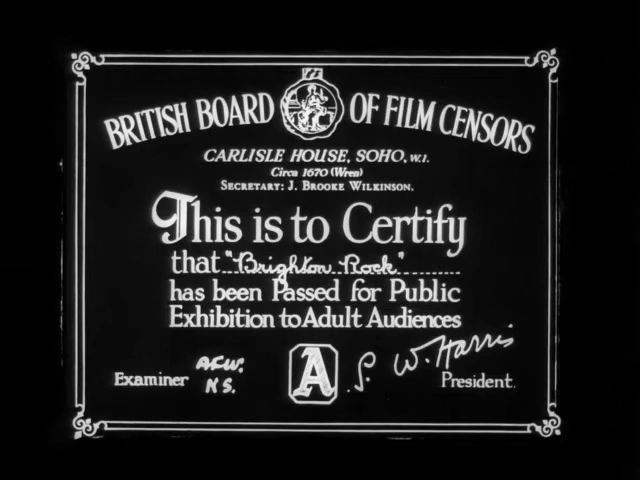 BRITISH BOARD OF FILM CENSORS
CARLISLE HOUSE, SOHO, W.1.
Circa 1670 (Wren)
SECRETARY: J. BROOKE WILKINSON.
This is to Certify
that "Brighton Rock"
has been Passed for Public
Exhibition to Adult Audiences
A.F.W.
Examiner N.S. A S. W. Harris President.